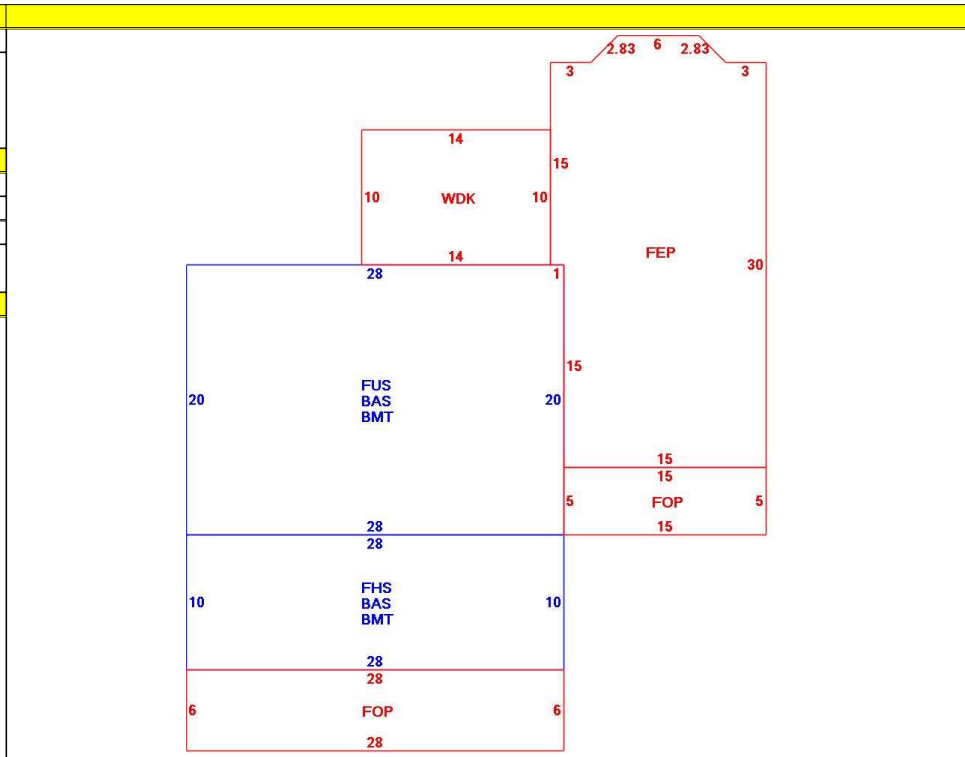 2.83 6 2.83
3 3
14
15
10 WDK 10
FEP
14
30
28 1
15
FUS
20 BAS 20
BMT
15
15
5 FOP 5
28 15
28
FHS
10 BAS 10
BMT
28
28
6 FOP 6
28